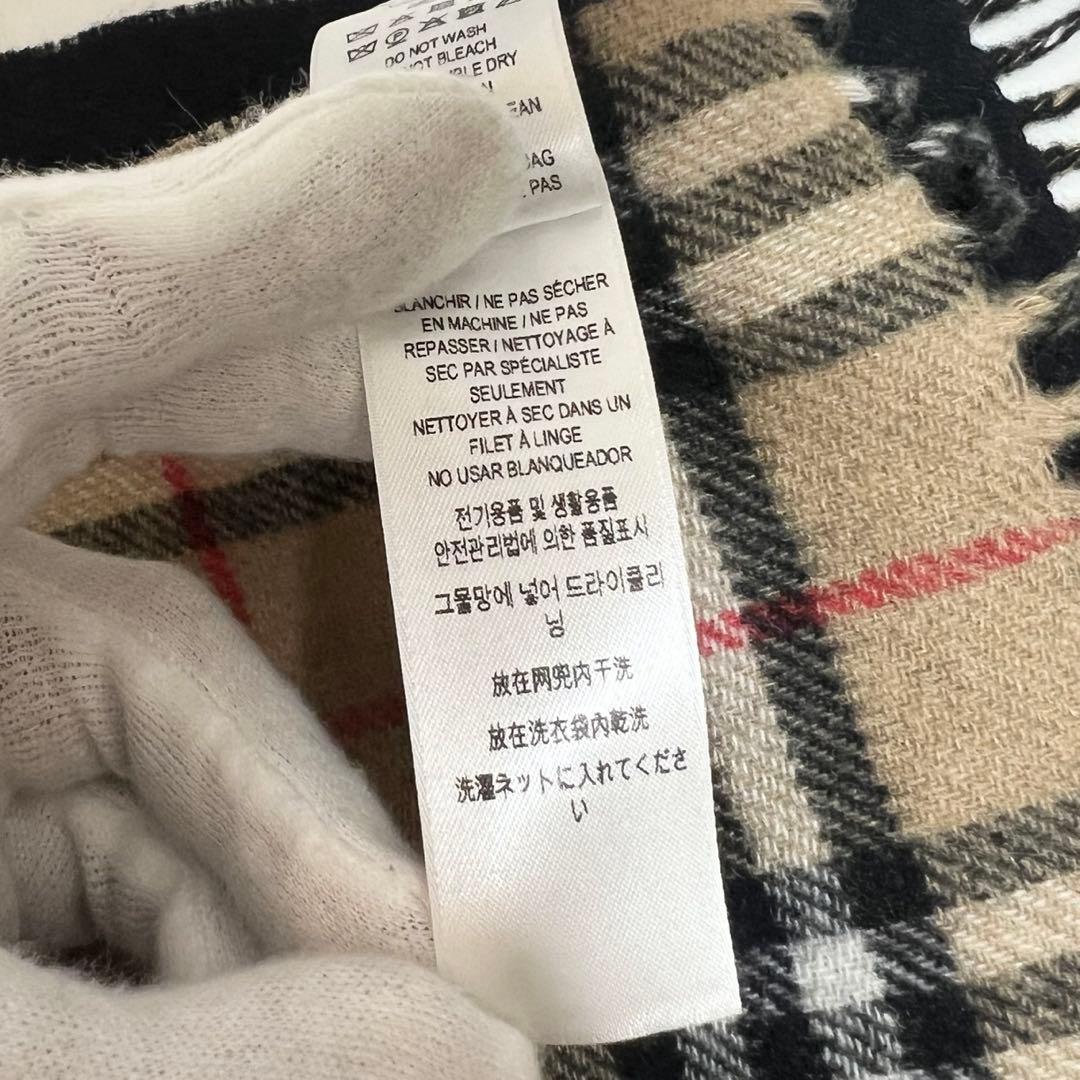 DO NOT WASH
NOT BLEACH
DRY
PAS
BLANCHIR / NE PAS SÉCHER
EN MACHINE / NE PAS
REPASSER / NETTOYAGE À
SEC PAR SPÉCIALISTE
SEULEMENT
NETTOYER À SEC DANS UN
FILET À LINGE
NO USAR BLANQUEADOR
전기용품 및 생활용품
안전관리법에 의한 품질표시
그물망에 넣어 드라이클리
닝
放在网兜内干洗
放在洗衣袋內乾洗
洗濯ネットに入れてくださ
い